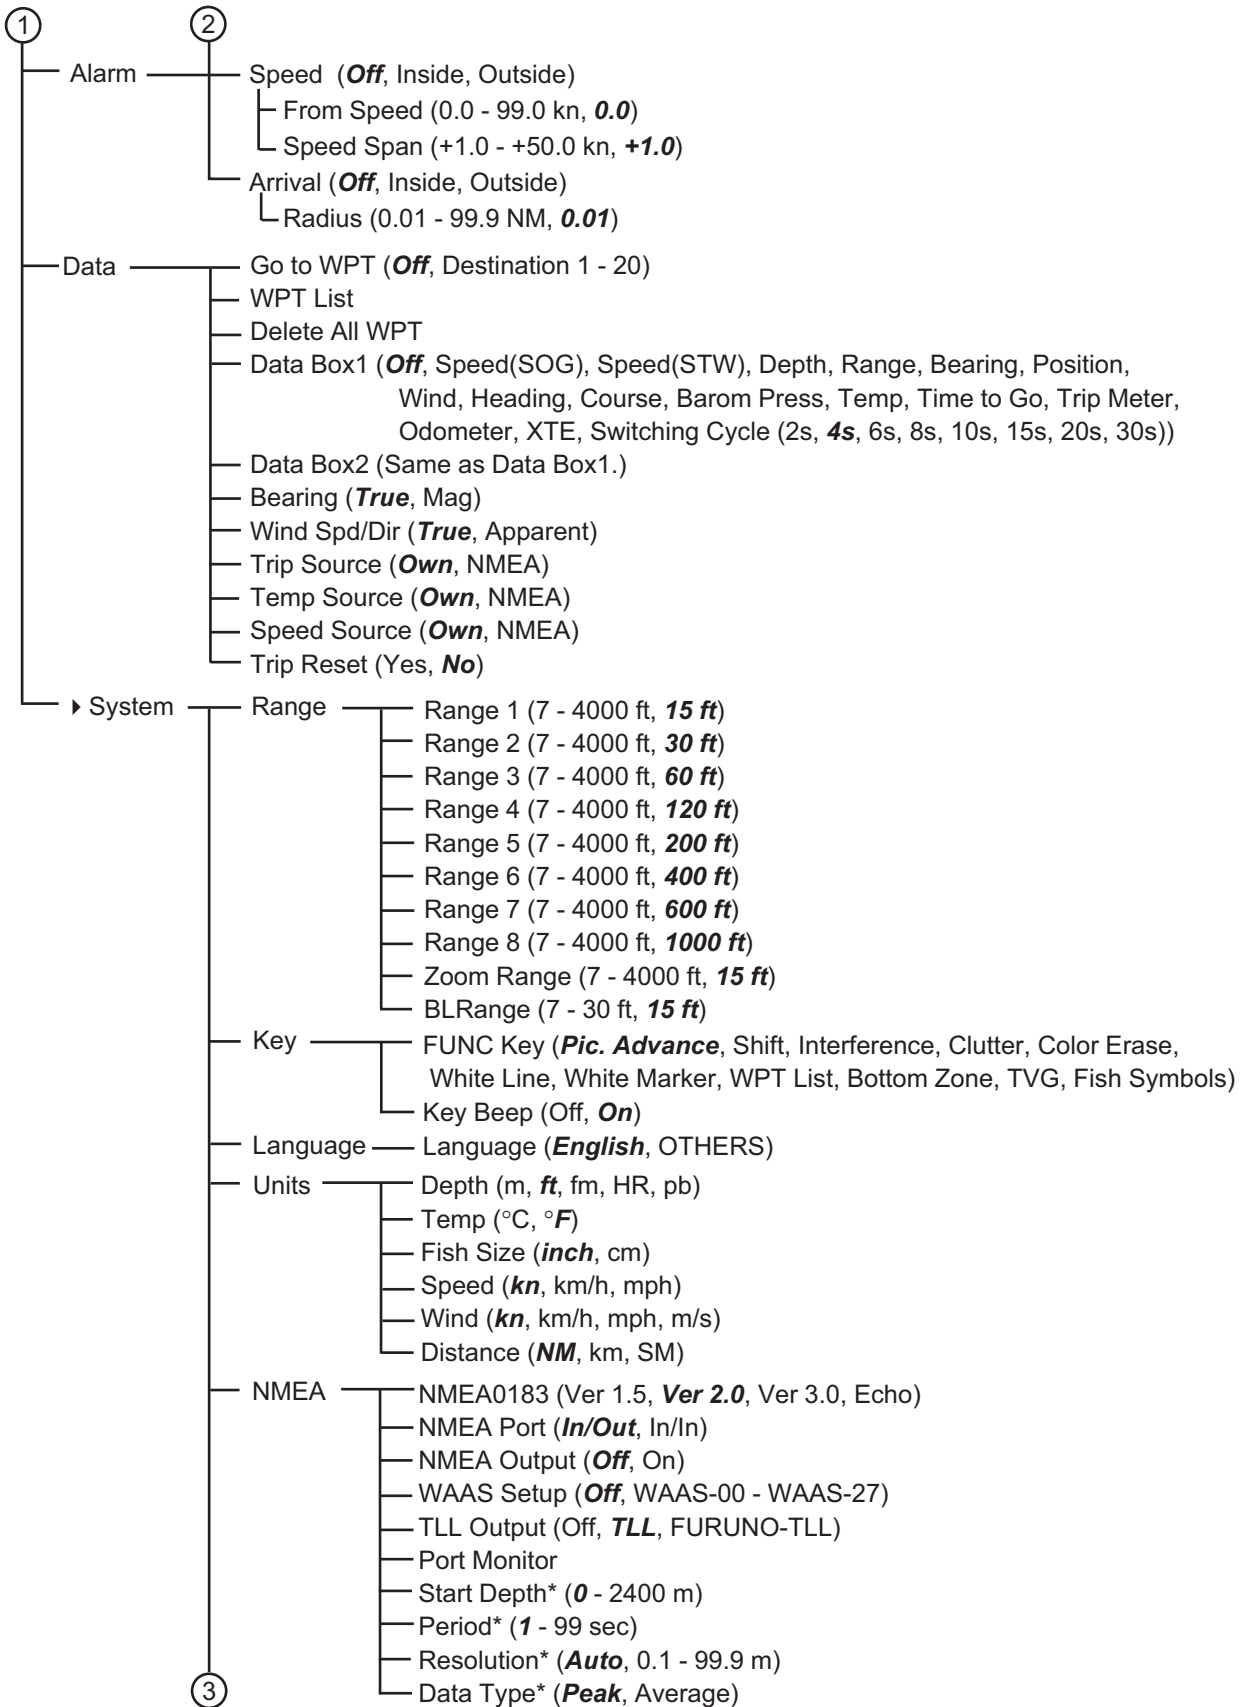 1 2
Alarm Speed (Off, Inside, Outside)
From Speed (0.0 - 99.0 kn, 0.0)
Speed Span (+1.0 - +50.0 kn, +1.0)
Arrival (Off, Inside, Outside)
Radius (0.01 - 99.9 NM, 0.01)
Data Go to WPT (Off, Destination 1 - 20)
WPT List
Delete All WPT
Data Box1 (Off, Speed(SOG), Speed(STW), Depth, Range, Bearing, Position,
Wind, Heading, Course, Barom Press, Temp, Time to Go, Trip Meter,
Odometer, XTE, Switching Cycle (2s, 4s, 6s, 8s, 10s, 15s, 20s, 30s))
Data Box2 (Same as Data Box1.)
Bearing (True, Mag)
Wind Spd/Dir (True, Apparent)
Trip Source (Own, NMEA)
Temp Source (Own, NMEA)
Speed Source (Own, NMEA)
Trip Reset (Yes, No)
System Range Range 1 (7 - 4000 ft, 15 ft)
Range 2 (7 - 4000 ft, 30 ft)
Range 3 (7 - 4000 ft, 60 ft)
Range 4 (7 - 4000 ft, 120 ft)
Range 5 (7 - 4000 ft, 200 ft)
Range 6 (7 - 4000 ft, 400 ft)
Range 7 (7 - 4000 ft, 600 ft)
Range 8 (7 - 4000 ft, 1000 ft)
Zoom Range (7 - 4000 ft, 15 ft)
BLRange (7 - 30 ft, 15 ft)
Key FUNC Key (Pic. Advance, Shift, Interference, Clutter, Color Erase,
White Line, White Marker, WPT List, Bottom Zone, TVG, Fish Symbols)
Key Beep (Off, On)
Language Language (English, OTHERS)
Units Depth (m, ft, fm, HR, pb)
Temp (°C, °F)
Fish Size (inch, cm)
Speed (kn, km/h, mph)
Wind (kn, km/h, mph, m/s)
Distance (NM, km, SM)
NMEA NMEA0183 (Ver 1.5, Ver 2.0, Ver 3.0, Echo)
NMEA Port (In/Out, In/In)
NMEA Output (Off, On)
WAAS Setup (Off, WAAS-00 - WAAS-27)
TLL Output (Off, TLL, FURUNO-TLL)
Port Monitor
Start Depth* (0 - 2400 m)
Period* (1 - 99 sec)
Resolution* (Auto, 0.1 - 99.9 m)
Data Type* (Peak, Average)
3